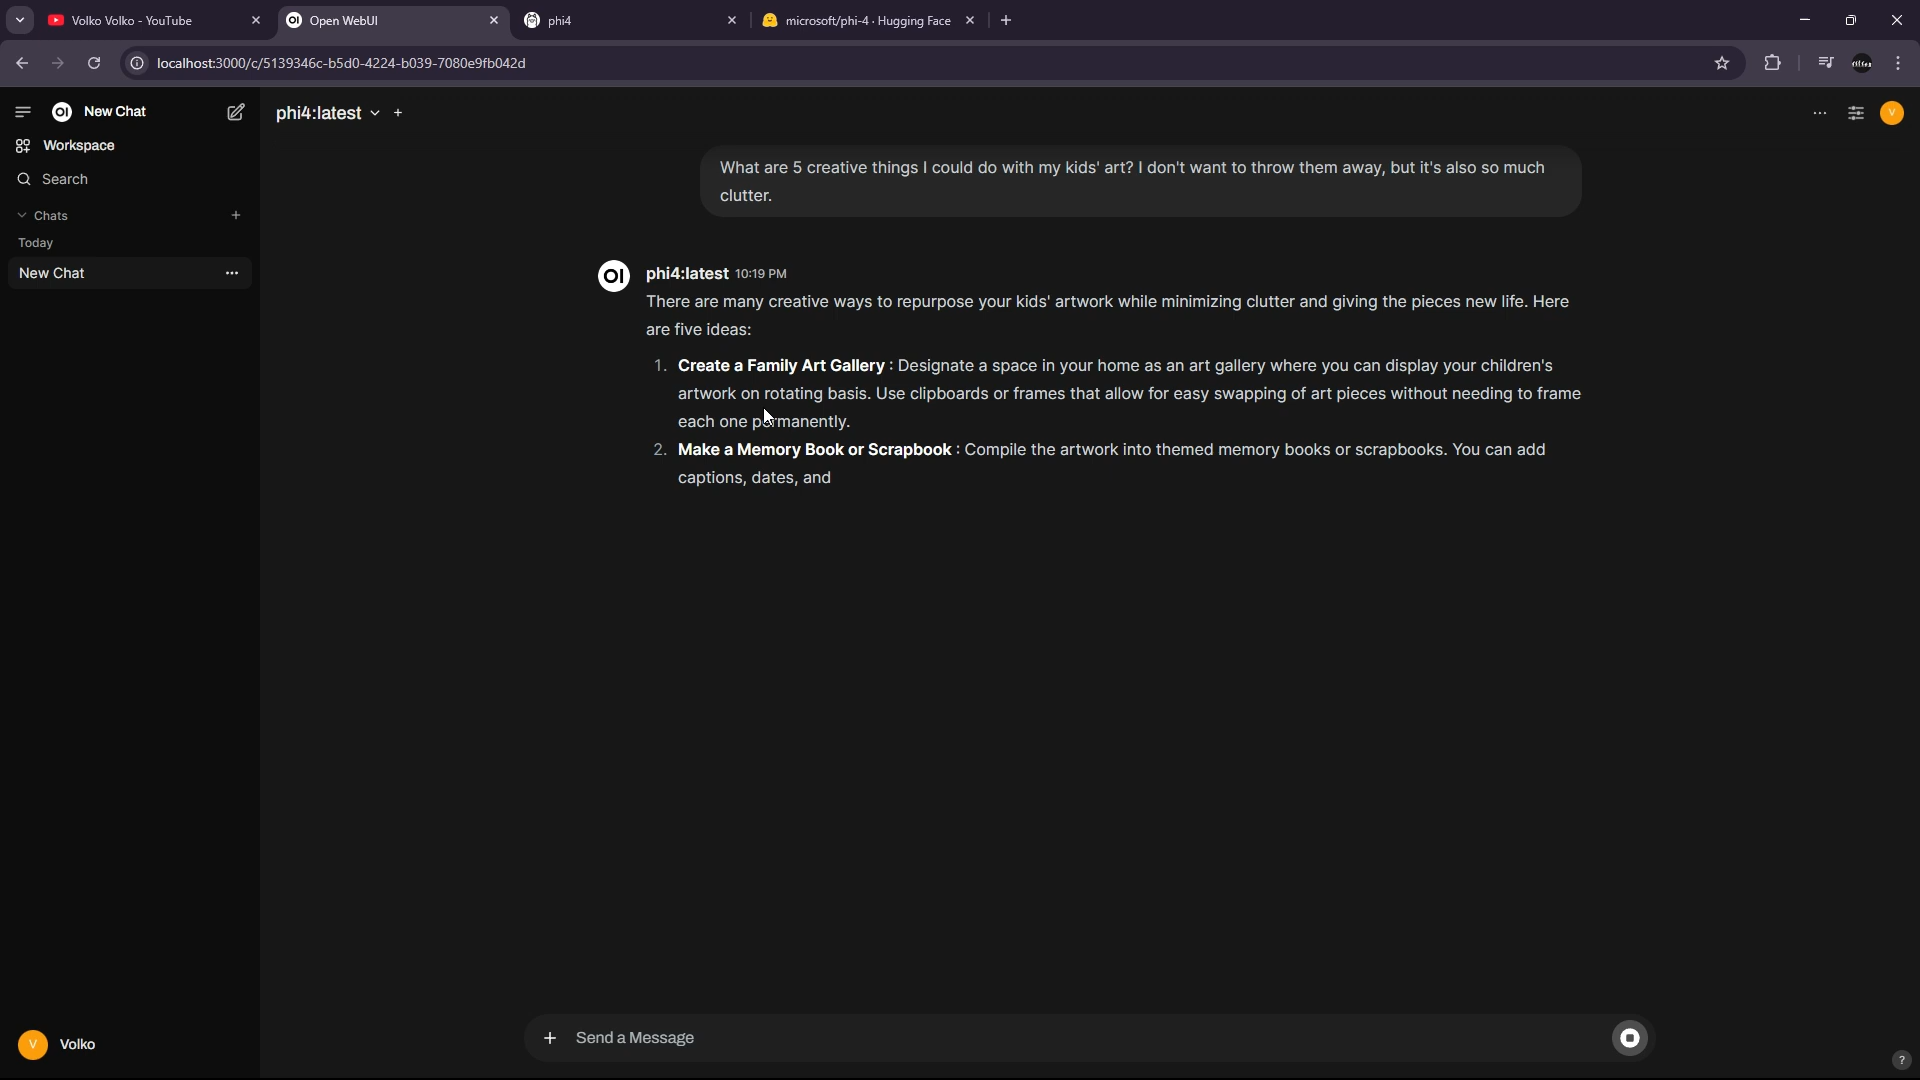 Volko Volko - YouTube
Open WebUI
phi4
microsoft/phi-4 · Hugging Face
localhost:3000/c/5139346c-b5d0-4224-b039-7080e9fb042d
OI New Chat
phi4:latest
V
Workspace
Search
Chats
Today
New Chat
What are 5 creative things I could do with my kids' art? I don't want to throw them away, but it's also so much
clutter.
OI phi4:latest 10:19 PM
There are many creative ways to repurpose your kids' artwork while minimizing clutter and giving the pieces new life. Here
are five ideas:
1. Create a Family Art Gallery : Designate a space in your home as an art gallery where you can display your children's
artwork on rotating basis. Use clipboards or frames that allow for easy swapping of art pieces without needing to frame
each one permanently.
2. Make a Memory Book or Scrapbook : Compile the artwork into themed memory books or scrapbooks. You can add
captions, dates, and
Send a Message
V Volko
?